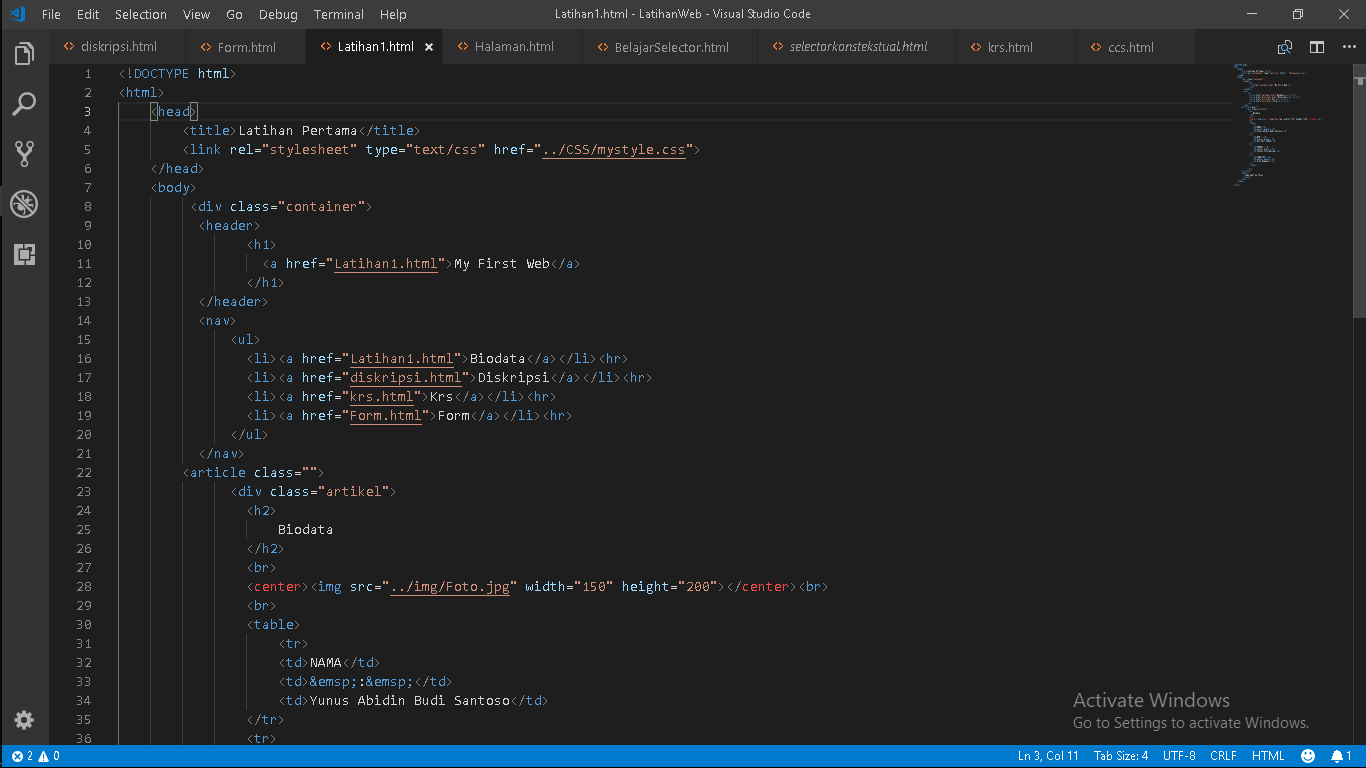 File Edit Selection View Go Debug Terminal Help Latihan1.html - LatihanWeb - Visual Studio Code
diskripsi.html Form.html Latihan1.html Halaman.html BelajarSelector.html selectorkonstekstual.html krs.html ccs.html
1 <!DOCTYPE html>
2 <html>
3 <head>
4 <title>Latihan Pertama</title>
5 <link rel="stylesheet" type="text/css" href="../CSS/mystyle.css">
6 </head>
7 <body>
8 <div class="container">
9 <header>
10 <h1>
11 <a href="Latihan1.html">My First Web</a>
12 </h1>
13 </header>
14 <nav>
15 <ul>
16 <li><a href="Latihan1.html">Biodata</a></li><hr>
17 <li><a href="diskripsi.html">Diskripsi</a></li><hr>
18 <li><a href="krs.html">Krs</a></li><hr>
19 <li><a href="Form.html">Form</a></li><hr>
20 </ul>
21 </nav>
22 <article class="">
23 <div class="artikel">
24 <h2>
25 Biodata
26 </h2>
27 <br>
28 <center><img src="../img/Foto.jpg" width="150" height="200"></center><br>
29 <br>
30 <table>
31 <tr>
32 <td>NAMA</td>
33 <td>&emsp;:&emsp;</td>
34 <td>Yunus Abidin Budi Santoso</td>
35 </tr>
36 <tr>
Activate Windows
Go to Settings to activate Windows.
2 0 Ln 3, Col 11 Tab Size: 4 UTF-8 CRLF HTML 1